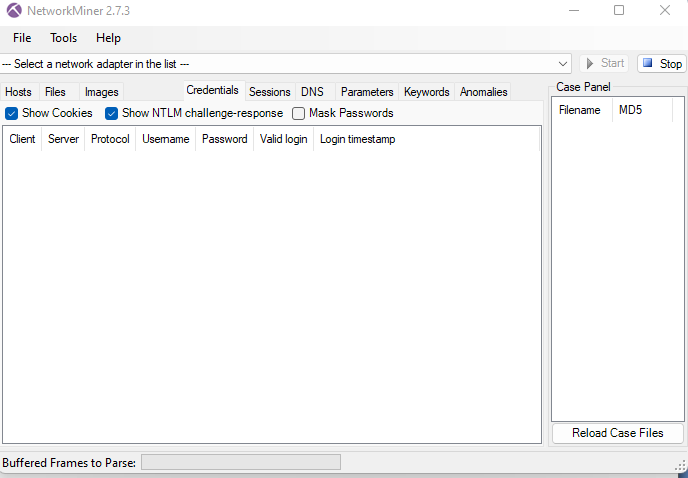 NetworkMiner 2.7.3
File Tools Help
--- Select a network adapter in the list --- Start Stop
Hosts Files Images Credentials Sessions DNS Parameters Keywords Anomalies
Show Cookies Show NTLM challenge-response Mask Passwords
Client Server Protocol Username Password Valid login Login timestamp
Case Panel
Filename MD5
Reload Case Files
Buffered Frames to Parse: